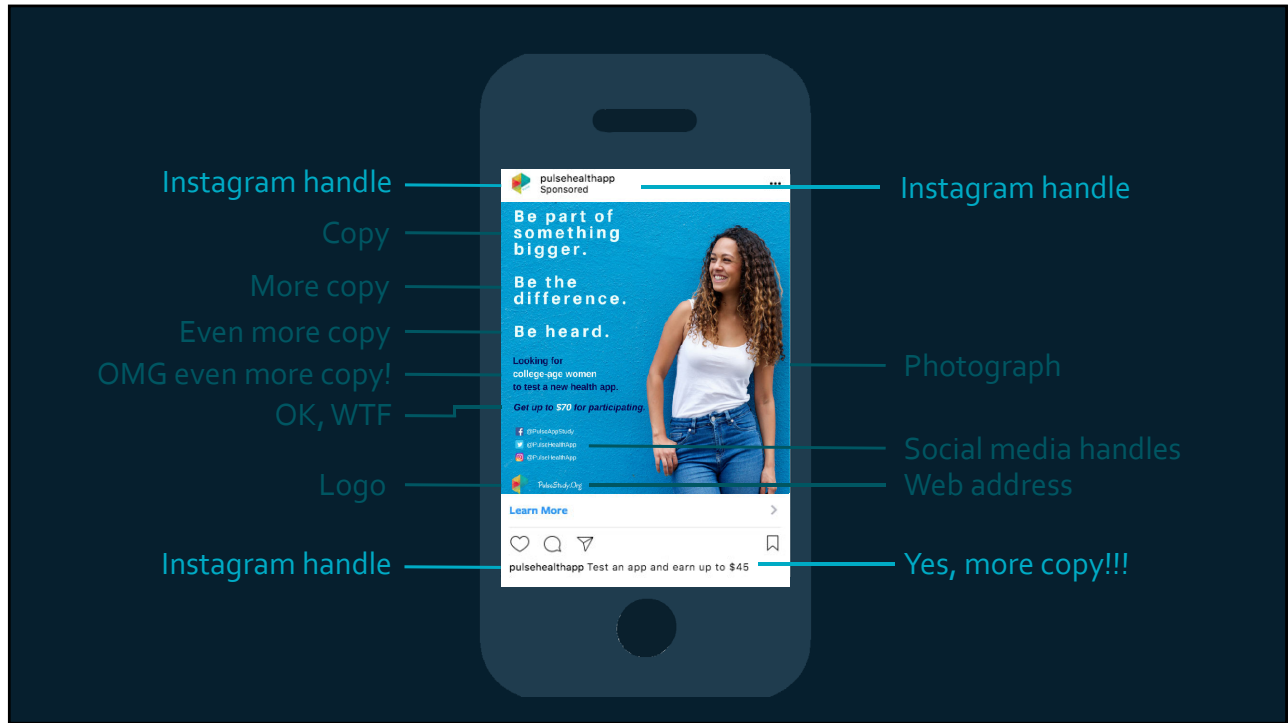 Instagram handle
Copy
More copy
Even more copy
OMG even more copy!
OK, WTF
Logo
Instagram handle
pulsehealthapp
Sponsored
Be part of
something
bigger.
Be the
difference.
Be heard.
Looking for
college-age women
to test a new health app.
Get up to $70 for participating.
@PulseAppStudy
@PulseHealthApp
@PulseHealthApp
PulseStudy.Org
Learn More
pulsehealthapp Test an app and earn up to $45
Instagram handle
Photograph
Social media handles
Web address
Yes, more copy!!!